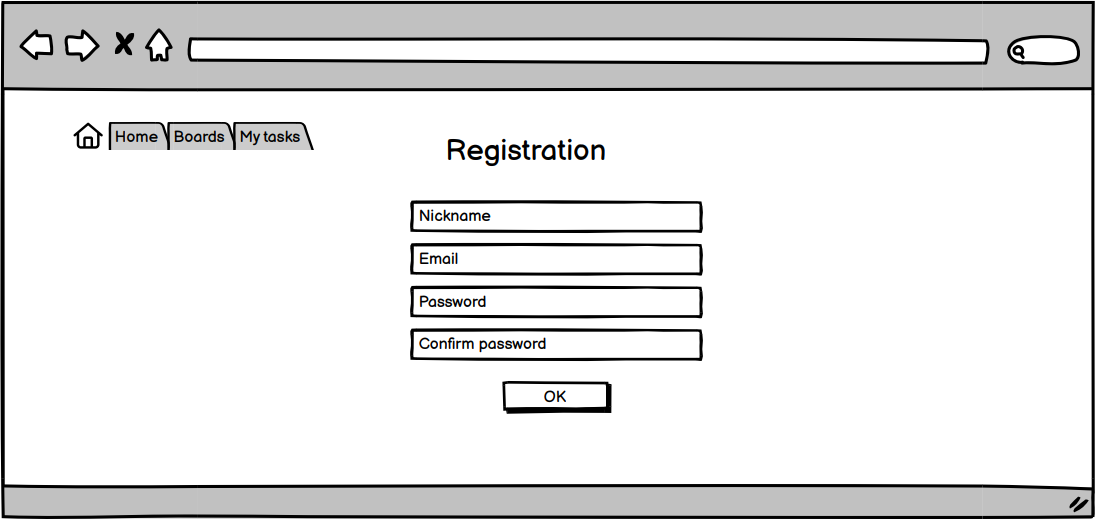 Home Boards My tasks
Registration
Nickname
Email
Password
Confirm password
OK